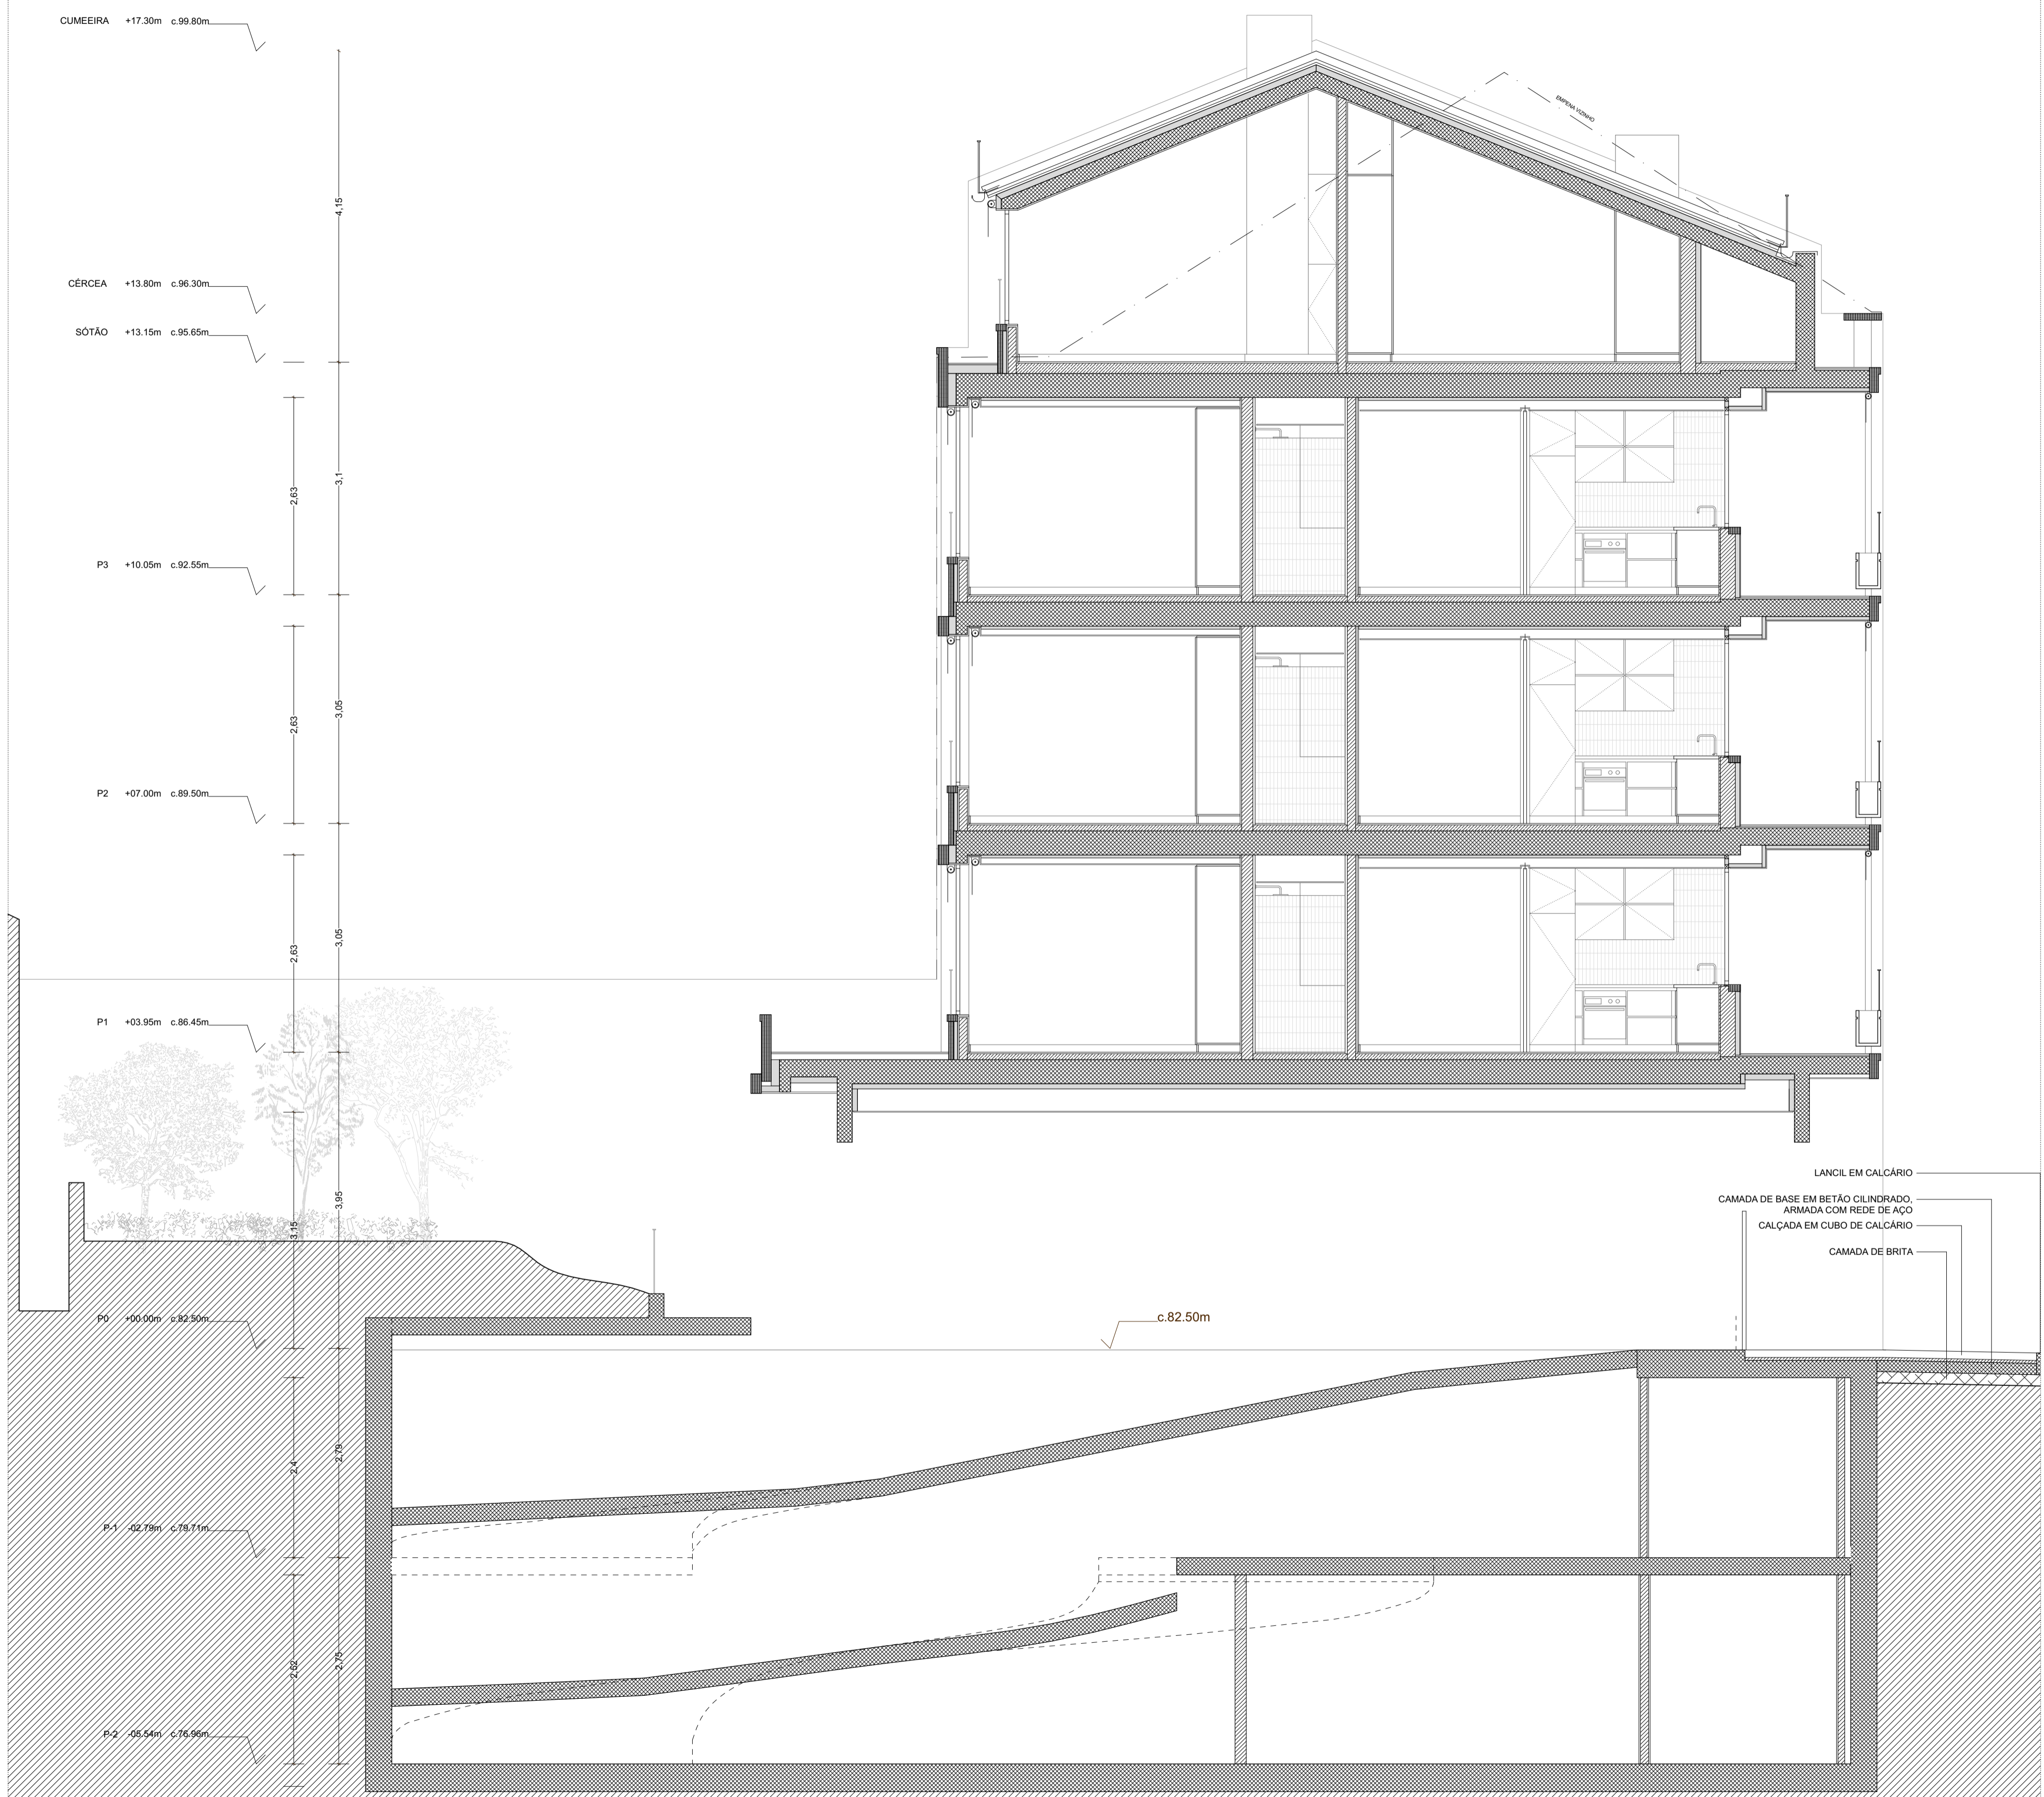 CUMEEIRA +17.30m c.99.80m
EMPENA VIZINHO
4,15
CÉRCEA +13.80m c.96.30m
SÓTÃO +13.15m c.95.65m
2,63
3,1
P3 +10.05m c.92.55m
2,63
3,05
P2 +07.00m c.89.50m
2,63
3,05
P1 +03.95m c.86.45m
LANCIL EM CALCÁRIO
CAMADA DE BASE EM BETÃO CILINDRADO,
ARMADA COM REDE DE AÇO
CALÇADA EM CUBO DE CALCÁRIO
CAMADA DE BRITA
3,15
3,95
P0 +00.00m c.82.50m
c.82.50m
2,4
2,79
P-1 -02.79m c.79.71m
2,52
2,75
P-2 -05.54m c.76.96m